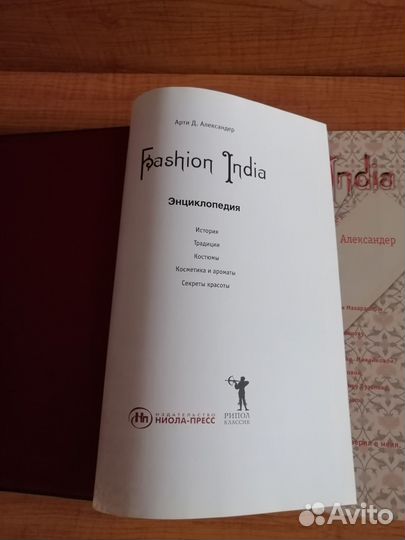 Арти Д. Александер
Fashion India
Энциклопедия
История
Традиции
Костюмы
Косметика и ароматы
Секреты красоты
ИЗДАТЕЛЬСТВО
НИОЛА-ПРЕСС
РИПОЛ
КЛАССИК
India
Александер
Avito